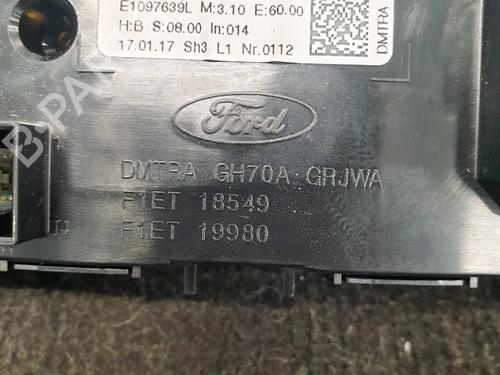 E1097639L M:3.10 E:60.00
H:B S:08.00 In:014
17.01.17 Sh3 L1 Nr.0112
DMTRA
Ford
DMTRA GH70A GRJWA
F1ET 18549
F1ET 19980
B-PARTS